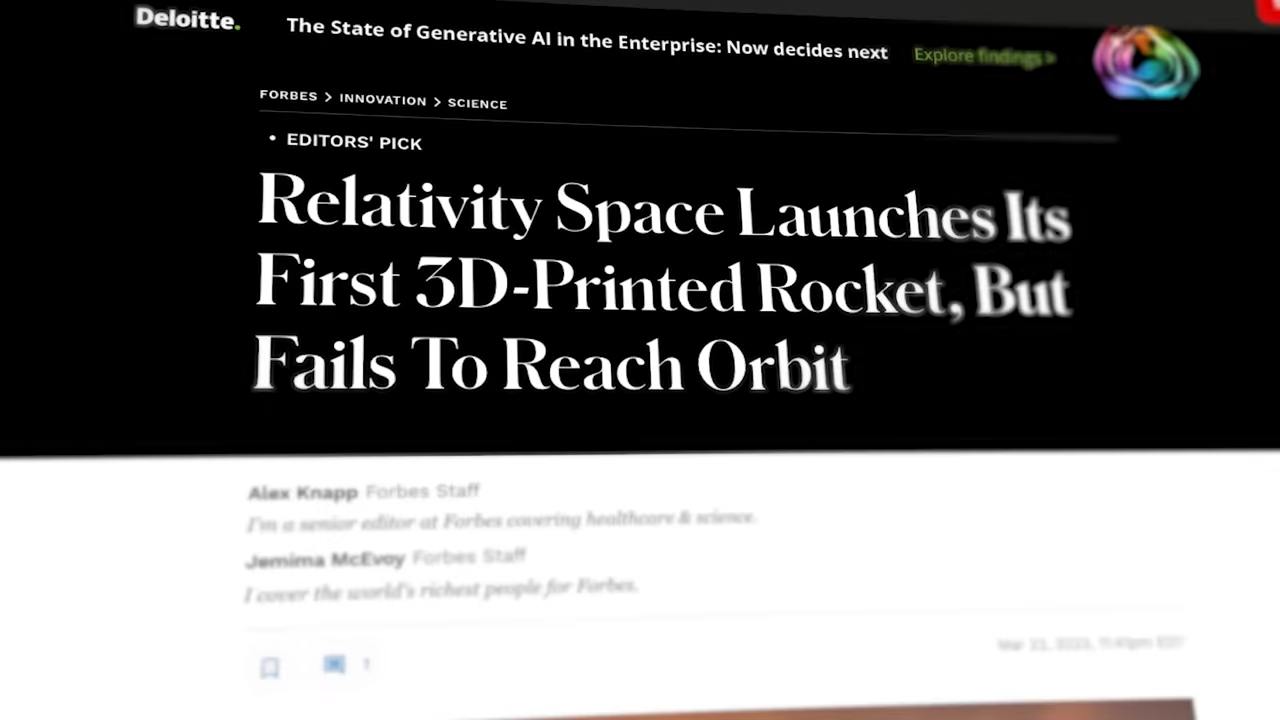 Deloitte.
The State of Generative AI in the Enterprise: Now decides next
Explore findings >
FORBES > INNOVATION > SCIENCE
• EDITORS' PICK
Relativity Space Launches Its
First 3D-Printed Rocket, But
Fails To Reach Orbit
Alex Knapp Forbes Staff
I'm a senior editor at Forbes covering healthcare & science.
Jemima McEvoy Forbes Staff
I cover the world's richest people for Forbes.
1